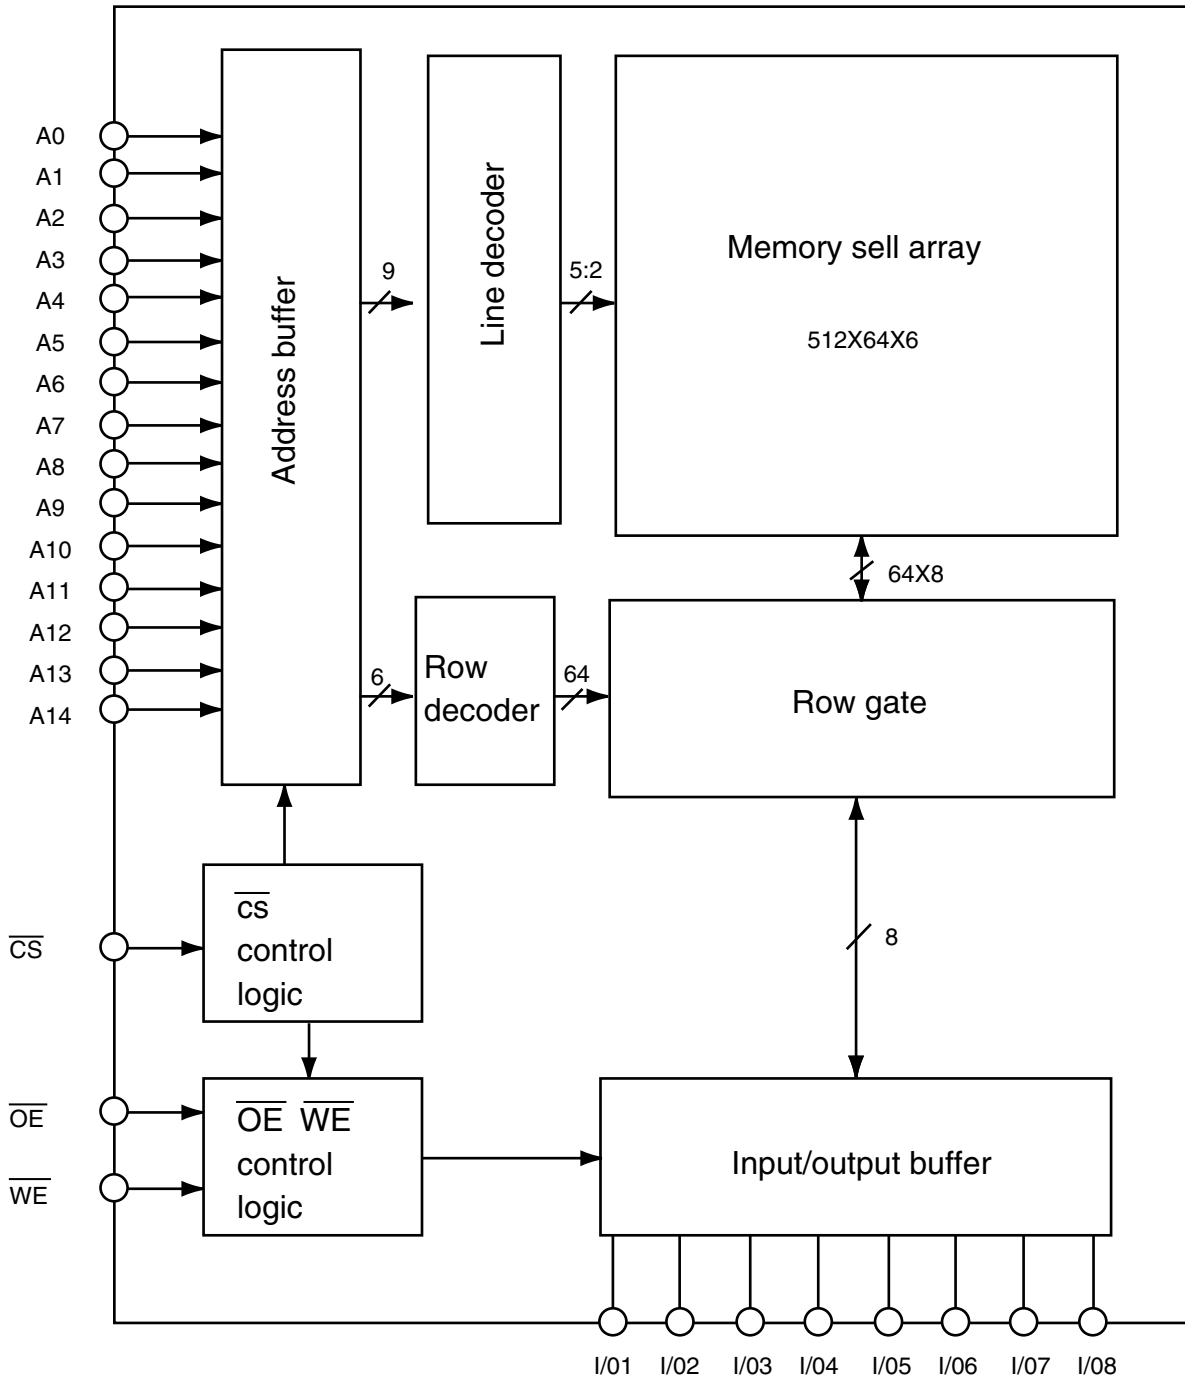 A0
A1
A2
A3
A4
A5
A6
A7
A8
A9
A10
A11
A12
A13
A14
Address buffer
9
Line decoder
5:2
Memory sell array
512X64X6
64X8
6
Row
decoder
64
Row gate
CS
cs
control
logic
8
OE
WE
OE WE
control
logic
Input/output buffer
I/01 I/02 I/03 I/04 I/05 I/06 I/07 I/08